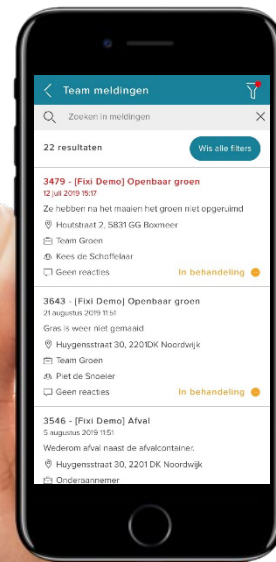 Team meldingen
Zoeken in meldingen
22 resultaten
Wis alle filters
3479 - [Fixi Demo] Openbaar groen
12 juli 2019 15:17
Ze hebben na het maaien het groen niet opgeruimd
Houtstraat 2, 5831 GG Boxmeer
Team Groen
Kees de Schoffelaar
Geen reacties
In behandeling
3643 - [Fixi Demo] Openbaar groen
21 augustus 2019 11:51
Gras is weer niet gemaaid
Huygensstraat 30, 2201DK Noordwijk
Team Groen
Piet de Snoeier
Geen reacties
In behandeling
3546 - [Fixi Demo] Afval
5 augustus 2019 11:51
Wederom afval naast de afvalcontainer.
Huygensstraat 30, 2201 DK Noordwijk
Onderaannemer